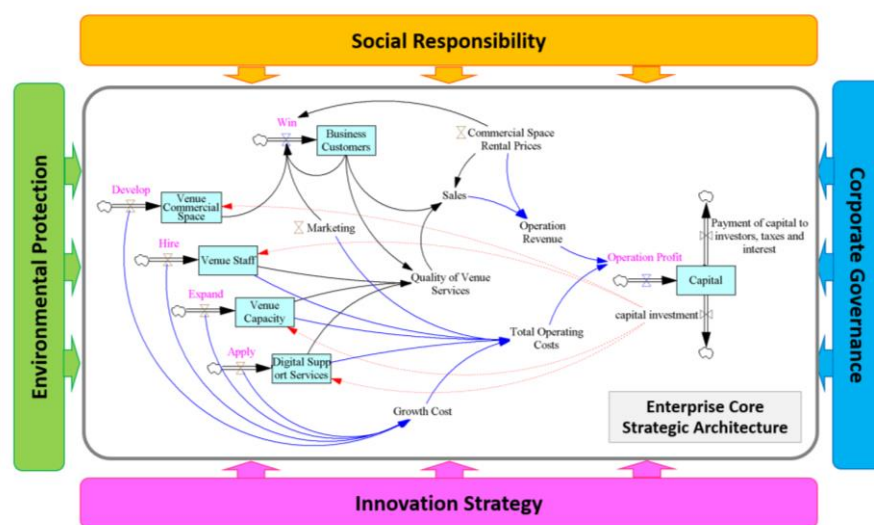 Social Responsibility
Environmental Protection
Corporate Governance
Win
Business
Customers
Commercial Space
Rental Prices
Develop
Venue
Commercial
Space
Sales
Marketing
Operation
Revenue
Payment of capital to
investors, taxes and
interest
Hire
Venue Staff
Operation Profit
Capital
Quality of Venue
Services
Expand
Venue
Capacity
capital investment
Total Operating
Costs
Apply
Digital Supp
ort Services
Growth Cost
Enterprise Core
Strategic Architecture
Innovation Strategy